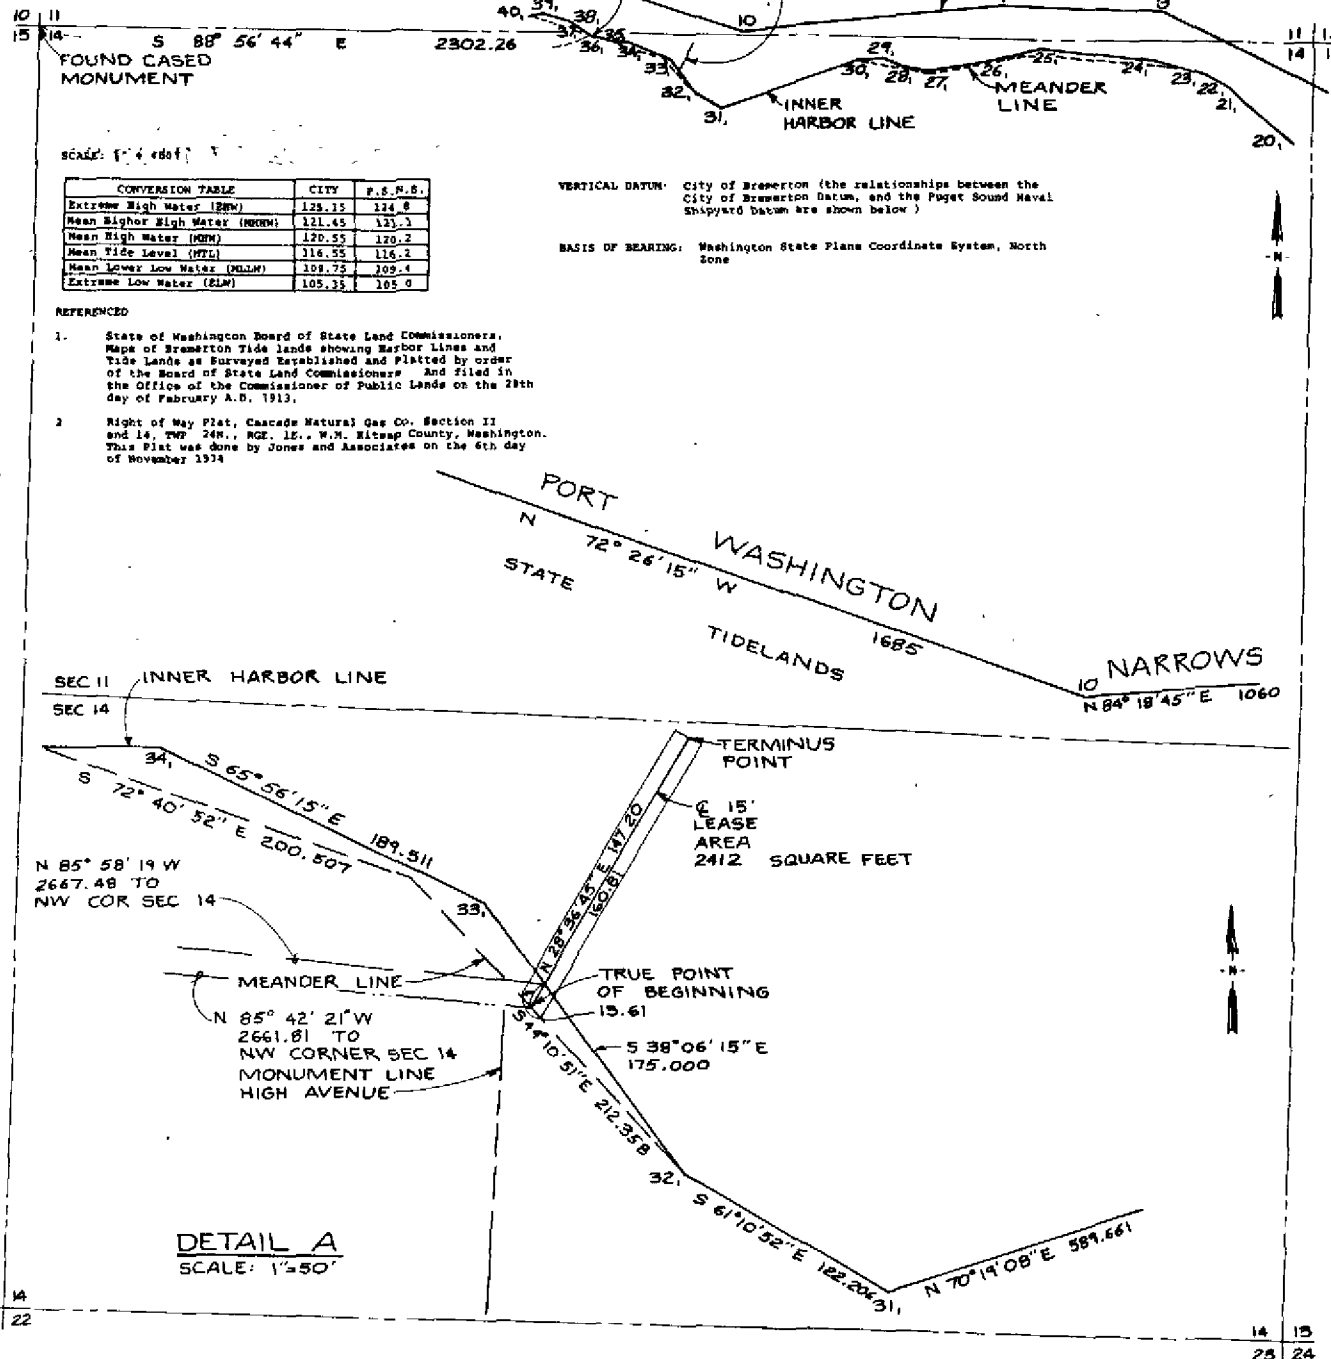 10 11
15 14
S 88° 56' 44" E 2302.26
FOUND CASED
MONUMENT
40, 39, 38, 37, 36, 35, 34, 33, 32, 31,
10
9
11
14
30, 29, 28, 27, 26, 25, 24, 23, 22, 21, 20,
INNER
HARBOR LINE
MEANDER
LINE
SCALE:
CONVERSION TABLE CITY P.S.N.S.
Extreme High Water (EHW) 125.15 124.8
Mean Higher High Water (MHHW) 121.45 121.1
Mean High Water (MHW) 120.55 120.2
Mean Tide Level (MTL) 116.55 116.2
Mean Lower Low Water (MLLW) 109.75 109.4
Extreme Low Water (ELW) 105.35 105 0
VERTICAL DATUM: City of Bremerton (the relationships between the
City of Bremerton Datum, and the Puget Sound Naval
Shipyard Datum are shown below )
BASIS OF BEARING: Washington State Plane Coordinate System, North
Zone
-N-
REFERENCED
1. State of Washington Board of State Land Commissioners,
Maps of Bremerton Tide lands showing Harbor Lines and
Tide Lands as Surveyed Established and Platted by order
of the Board of State Land Commissioners And filed in
the Office of the Commissioner of Public Lands on the 28th
day of February A.D. 1913.
2 Right of Way Plat, Cascade Natural Gas Co. Section II
and 14, TWP 24N., RGE. 1E., W.M. Kitsap County, Washington.
This Plat was done by Jones and Associates on the 6th day
of November 1974
PORT WASHINGTON NARROWS
N 72° 26' 15" W 1685
STATE TIDELANDS
10
N 84° 18' 45" E 1060
SEC 11
SEC 14
INNER HARBOR LINE
34,
S 65° 56' 15" E 189.511
S 72° 40' 52" E 200.507
TERMINUS
POINT
℄ 15'
LEASE
AREA
2412 SQUARE FEET
N 28° 36' 45" E 147.20
160.81
N 85° 58' 19 W
2667.48 TO
NW COR SEC 14
33,
MEANDER LINE
TRUE POINT
OF BEGINNING
13.61
N 85° 42' 21" W
2661.81 TO
NW CORNER SEC 14
MONUMENT LINE
HIGH AVENUE
S 38° 06' 15" E
175.000
S 44° 10' 51" E 212.358
32,
S 61° 10' 52" E 122.206
31,
N 70° 19' 08" E 589.661
-N-
DETAIL A
SCALE: 1"=50'
14
22
14 13
23 24